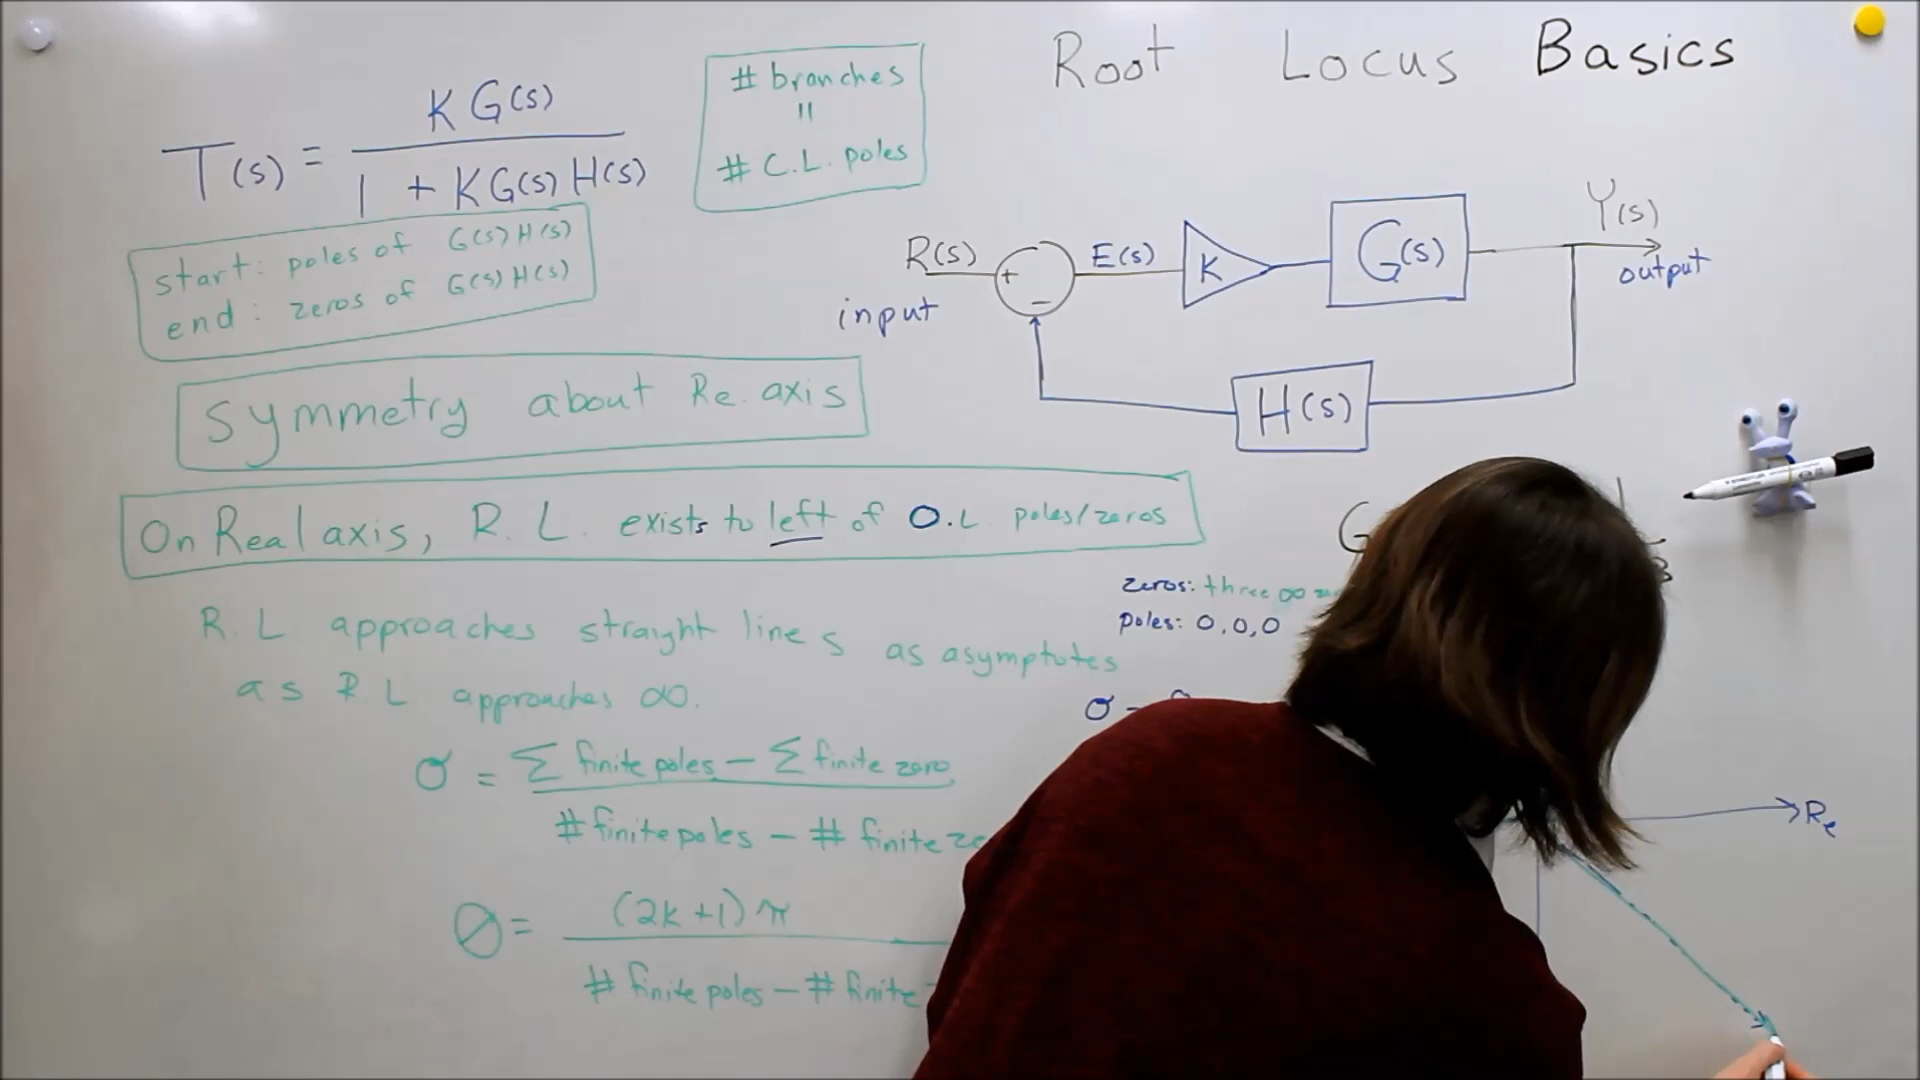 Root Locus Basics
T(s) = KG(s)
1 + KG(s)H(s)
# branches
=
# C.L. poles
start: poles of G(s)H(s)
end: zeros of G(s)H(s)
symmetry about Re. axis
On Real axis, R.L. exists to left of O.L. poles/zeros
R.L approaches straight lines as asymptotes
as R.L approaches ∞.
σ = Σ finite poles - Σ finite zero
# finite poles - # finite
Ø = (2k+1)π
# finite poles - # finite
R(s)
input
+
-
E(s)
K
G(s)
Y(s)
output
H(s)
G
zeros: three ∞
poles: 0,0,0
σ
Re